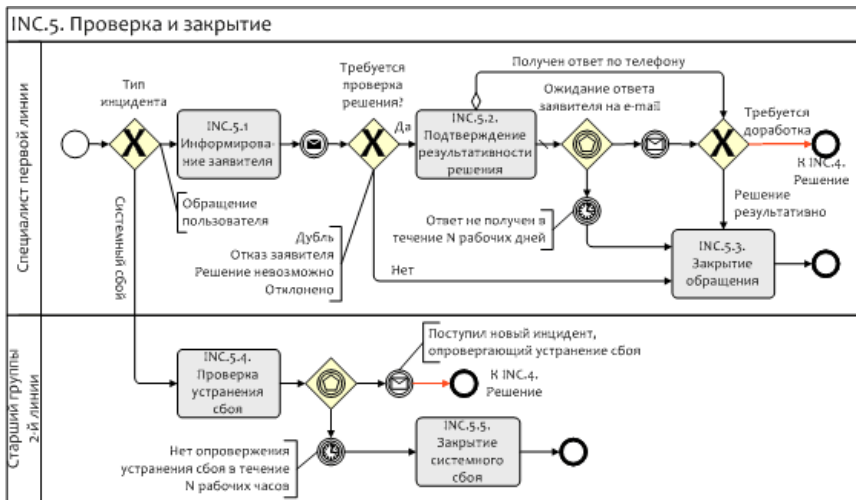 INC.5. Проверка и закрытие
Специалист первой линии
Тип
инцидента
INC.5.1
Информирова
ние заявителя
Обращение
пользователя
Системный сбой
Требуется
проверка
решения?
Да
Дубль
Отказ заявителя
Решение невозможно
Отклонено
Нет
INC.5.2.
Подтверждение
результативности
решения
Получен ответ по телефону
Ожидание ответа
заявителя на e-mail
Ответ не получен в
течение N рабочих дней
Требуется
доработка
К INC.4.
Решение
Решение
результативно
INC.5.3.
Закрытие
обращения
Старший группы
2-й линии
INC.5.4.
Проверка
устранения
сбоя
Поступил новый инцидент,
опровергающий устранение сбоя
К INC.4.
Решение
Нет опровержения
устранения сбоя в течение
N рабочих часов
INC.5.5.
Закрытие
системного
сбоя